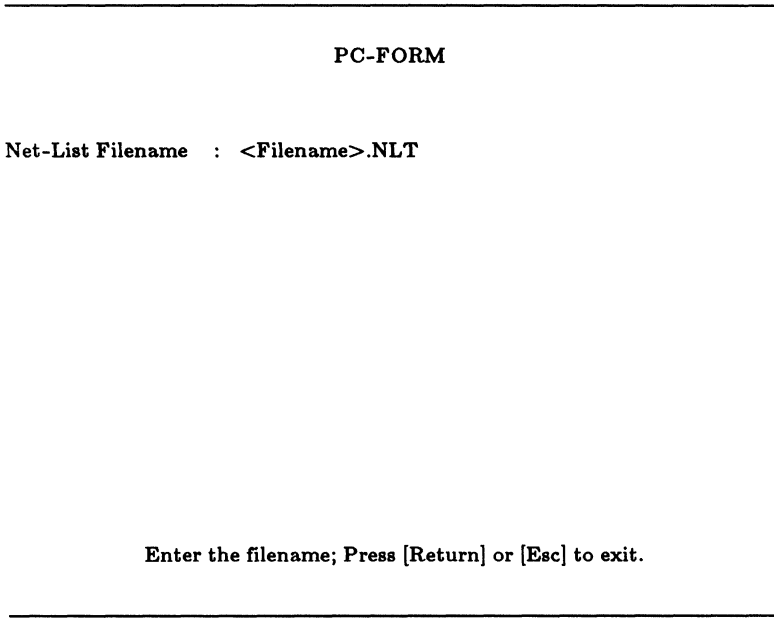 PC-FORM
Net-List Filename : <Filename>.NLT
Enter the filename; Press [Return] or [Esc] to exit.